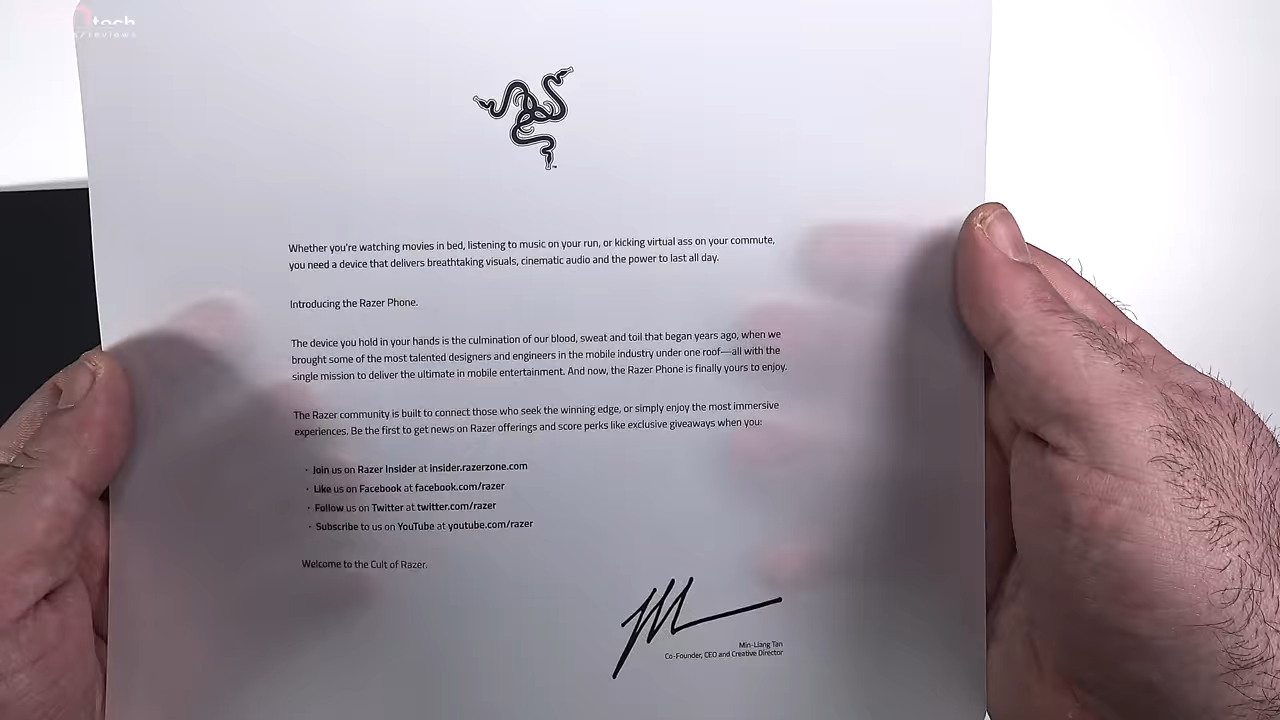 tech
/reviews
Whether you're watching movies in bed, listening to music on your run, or kicking virtual ass on your commute,
you need a device that delivers breathtaking visuals, cinematic audio and the power to last all day.
Introducing the Razer Phone.
The device you hold in your hands is the culmination of our blood, sweat and toil that began years ago, when we
brought some of the most talented designers and engineers in the mobile industry under one roof—all with the
single mission to deliver the ultimate in mobile entertainment. And now, the Razer Phone is finally yours to enjoy.
The Razer community is built to connect those who seek the winning edge, or simply enjoy the most immersive
experiences. Be the first to get news on Razer offerings and score perks like exclusive giveaways when you:
· Join us on Razer Insider at insider.razerzone.com
· Like us on Facebook at facebook.com/razer
· Follow us on Twitter at twitter.com/razer
· Subscribe to us on YouTube at youtube.com/razer
Welcome to the Cult of Razer.
Min-Liang Tan
Co-Founder, CEO and Creative Director